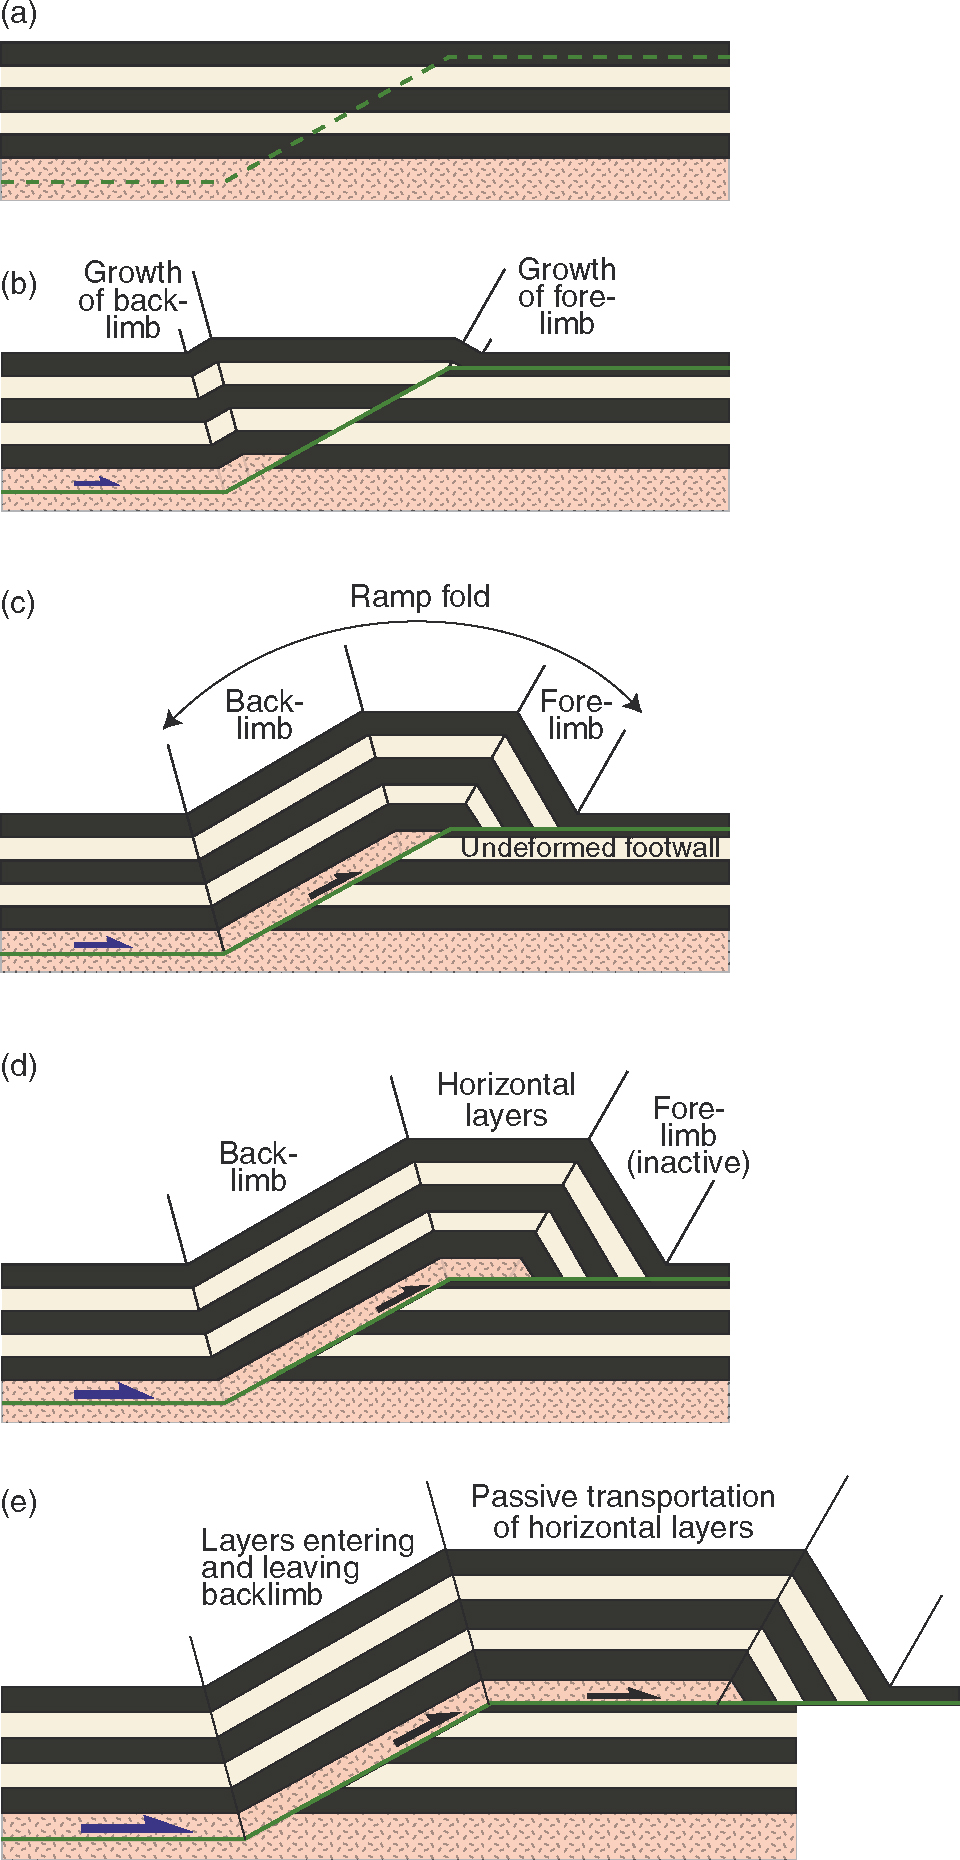 (a)
(b)
Growth
of back-
limb
Growth
of fore-
limb
(c)
Ramp fold
Back-
limb
Fore-
limb
Undeformed footwall
(d)
Back-
limb
Horizontal
layers
Fore-
limb
(inactive)
(e)
Layers entering
and leaving
backlimb
Passive transportation
of horizontal layers